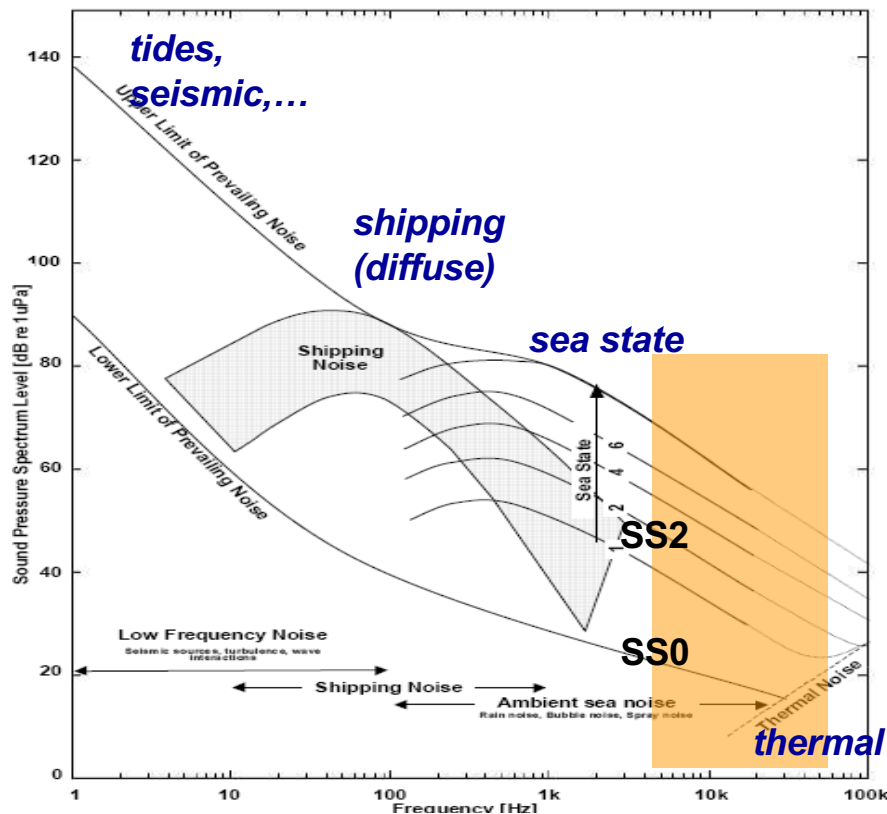 tides,
seismic,...
Upper Limit of Prevailing Noise
shipping
(diffuse)
sea state
Shipping
Noise
Lower Limit of Prevailing Noise
Sea State
6
4
2
1
SS2
SS0
Low Frequency Noise
Seismic sources, turbulence, wave
interactions
Shipping Noise
Ambient sea noise
Rain noise, Bubble noise, Spray noise
Thermal Noise
thermal
Sound Pressure Spectrum Level [dB re 1uPa]
140
120
100
80
60
40
20
0
1
10
100
1k
10k
100k
Frequency [Hz]